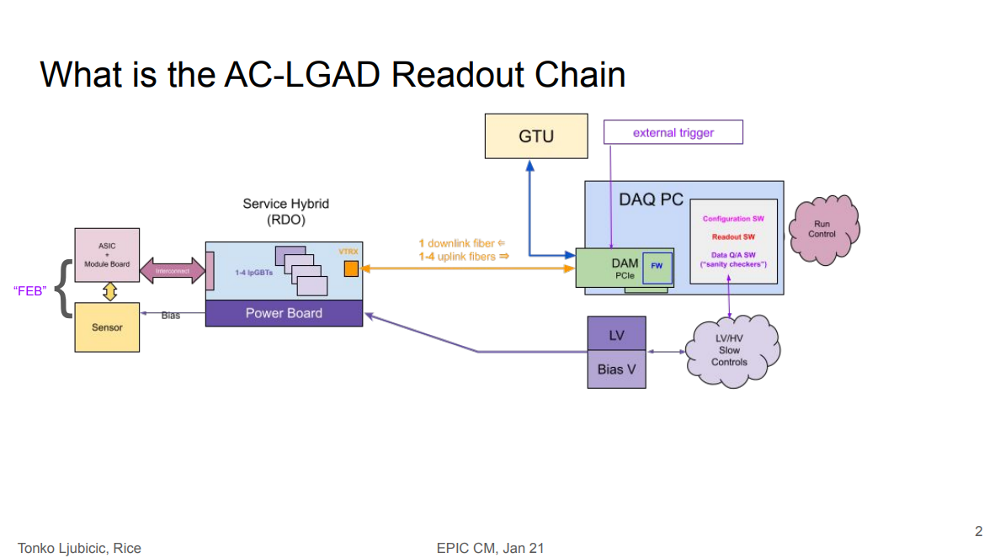 What is the AC-LGAD Readout Chain
GTU
external trigger
Service Hybrid
(RDO)
DAQ PC
Configuration SW
Readout SW
Data Q/A SW
("sanity checkers")
Run
Control
ASIC
+
Module Board
Interconnect
1-4 lpGBTs
VTRX
1 downlink fiber ⇐
1-4 uplink fibers ⇒
DAM
PCIe
FW
"FEB"
Sensor
Bias
Power Board
LV
Bias V
LV/HV
Slow
Controls
2
Tonko Ljubicic, Rice
EPIC CM, Jan 21